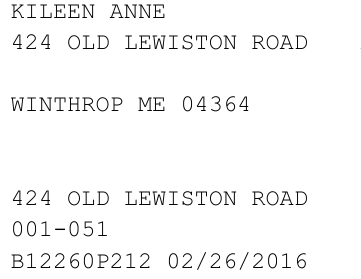 KILEEN ANNE
424 OLD LEWISTON ROAD
WINTHROP ME 04364
424 OLD LEWISTON ROAD
001-051
B12260P212 02/26/2016